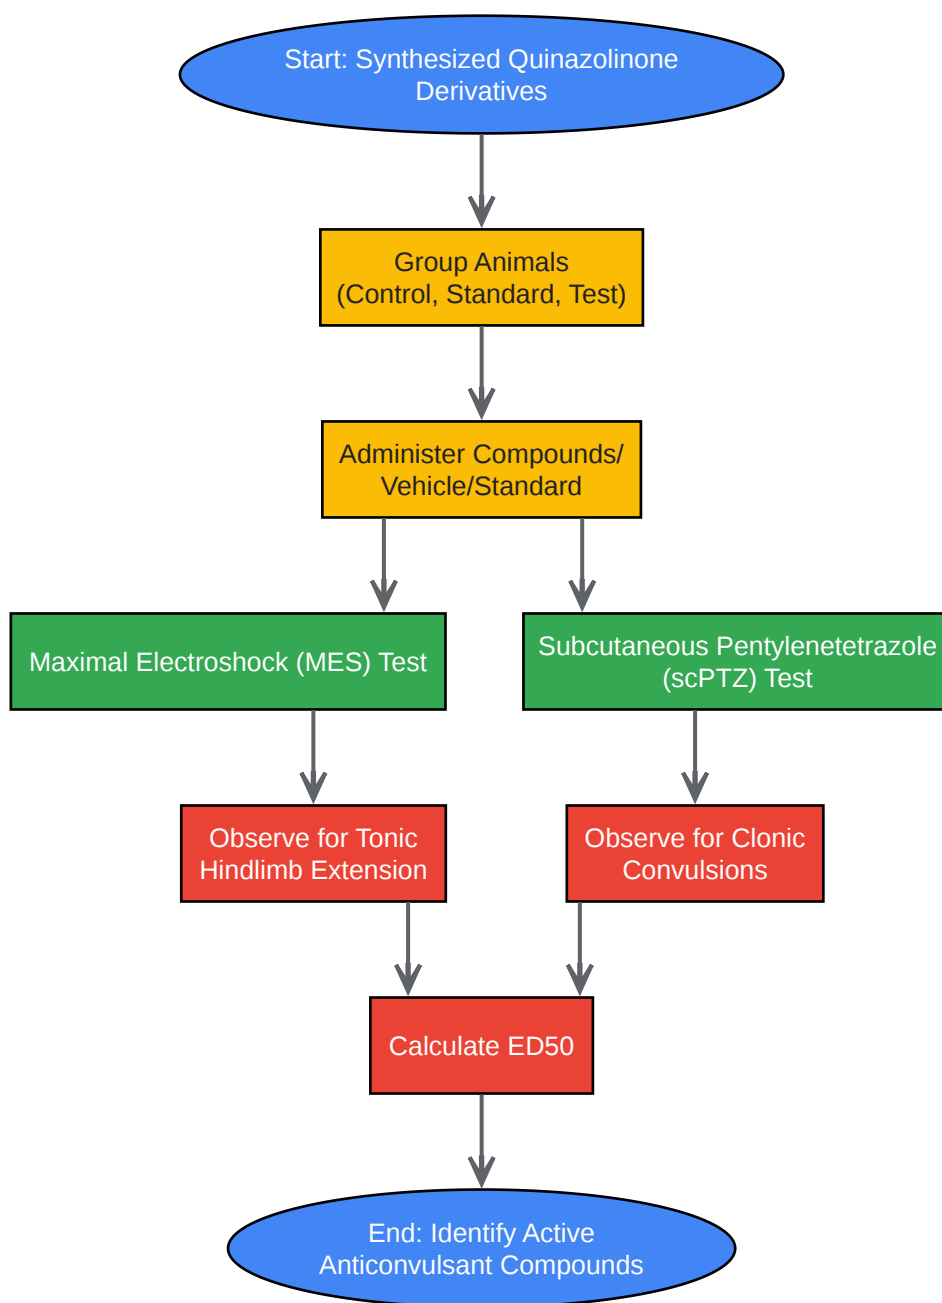 Start: Synthesized Quinazolinone
Derivatives
Group Animals
(Control, Standard, Test)
Administer Compounds/
Vehicle/Standard
Maximal Electroshock (MES) Test
Subcutaneous Pentylenetetrazole
(scPTZ) Test
Observe for Tonic
Hindlimb Extension
Observe for Clonic
Convulsions
Calculate ED50
End: Identify Active
Anticonvulsant Compounds